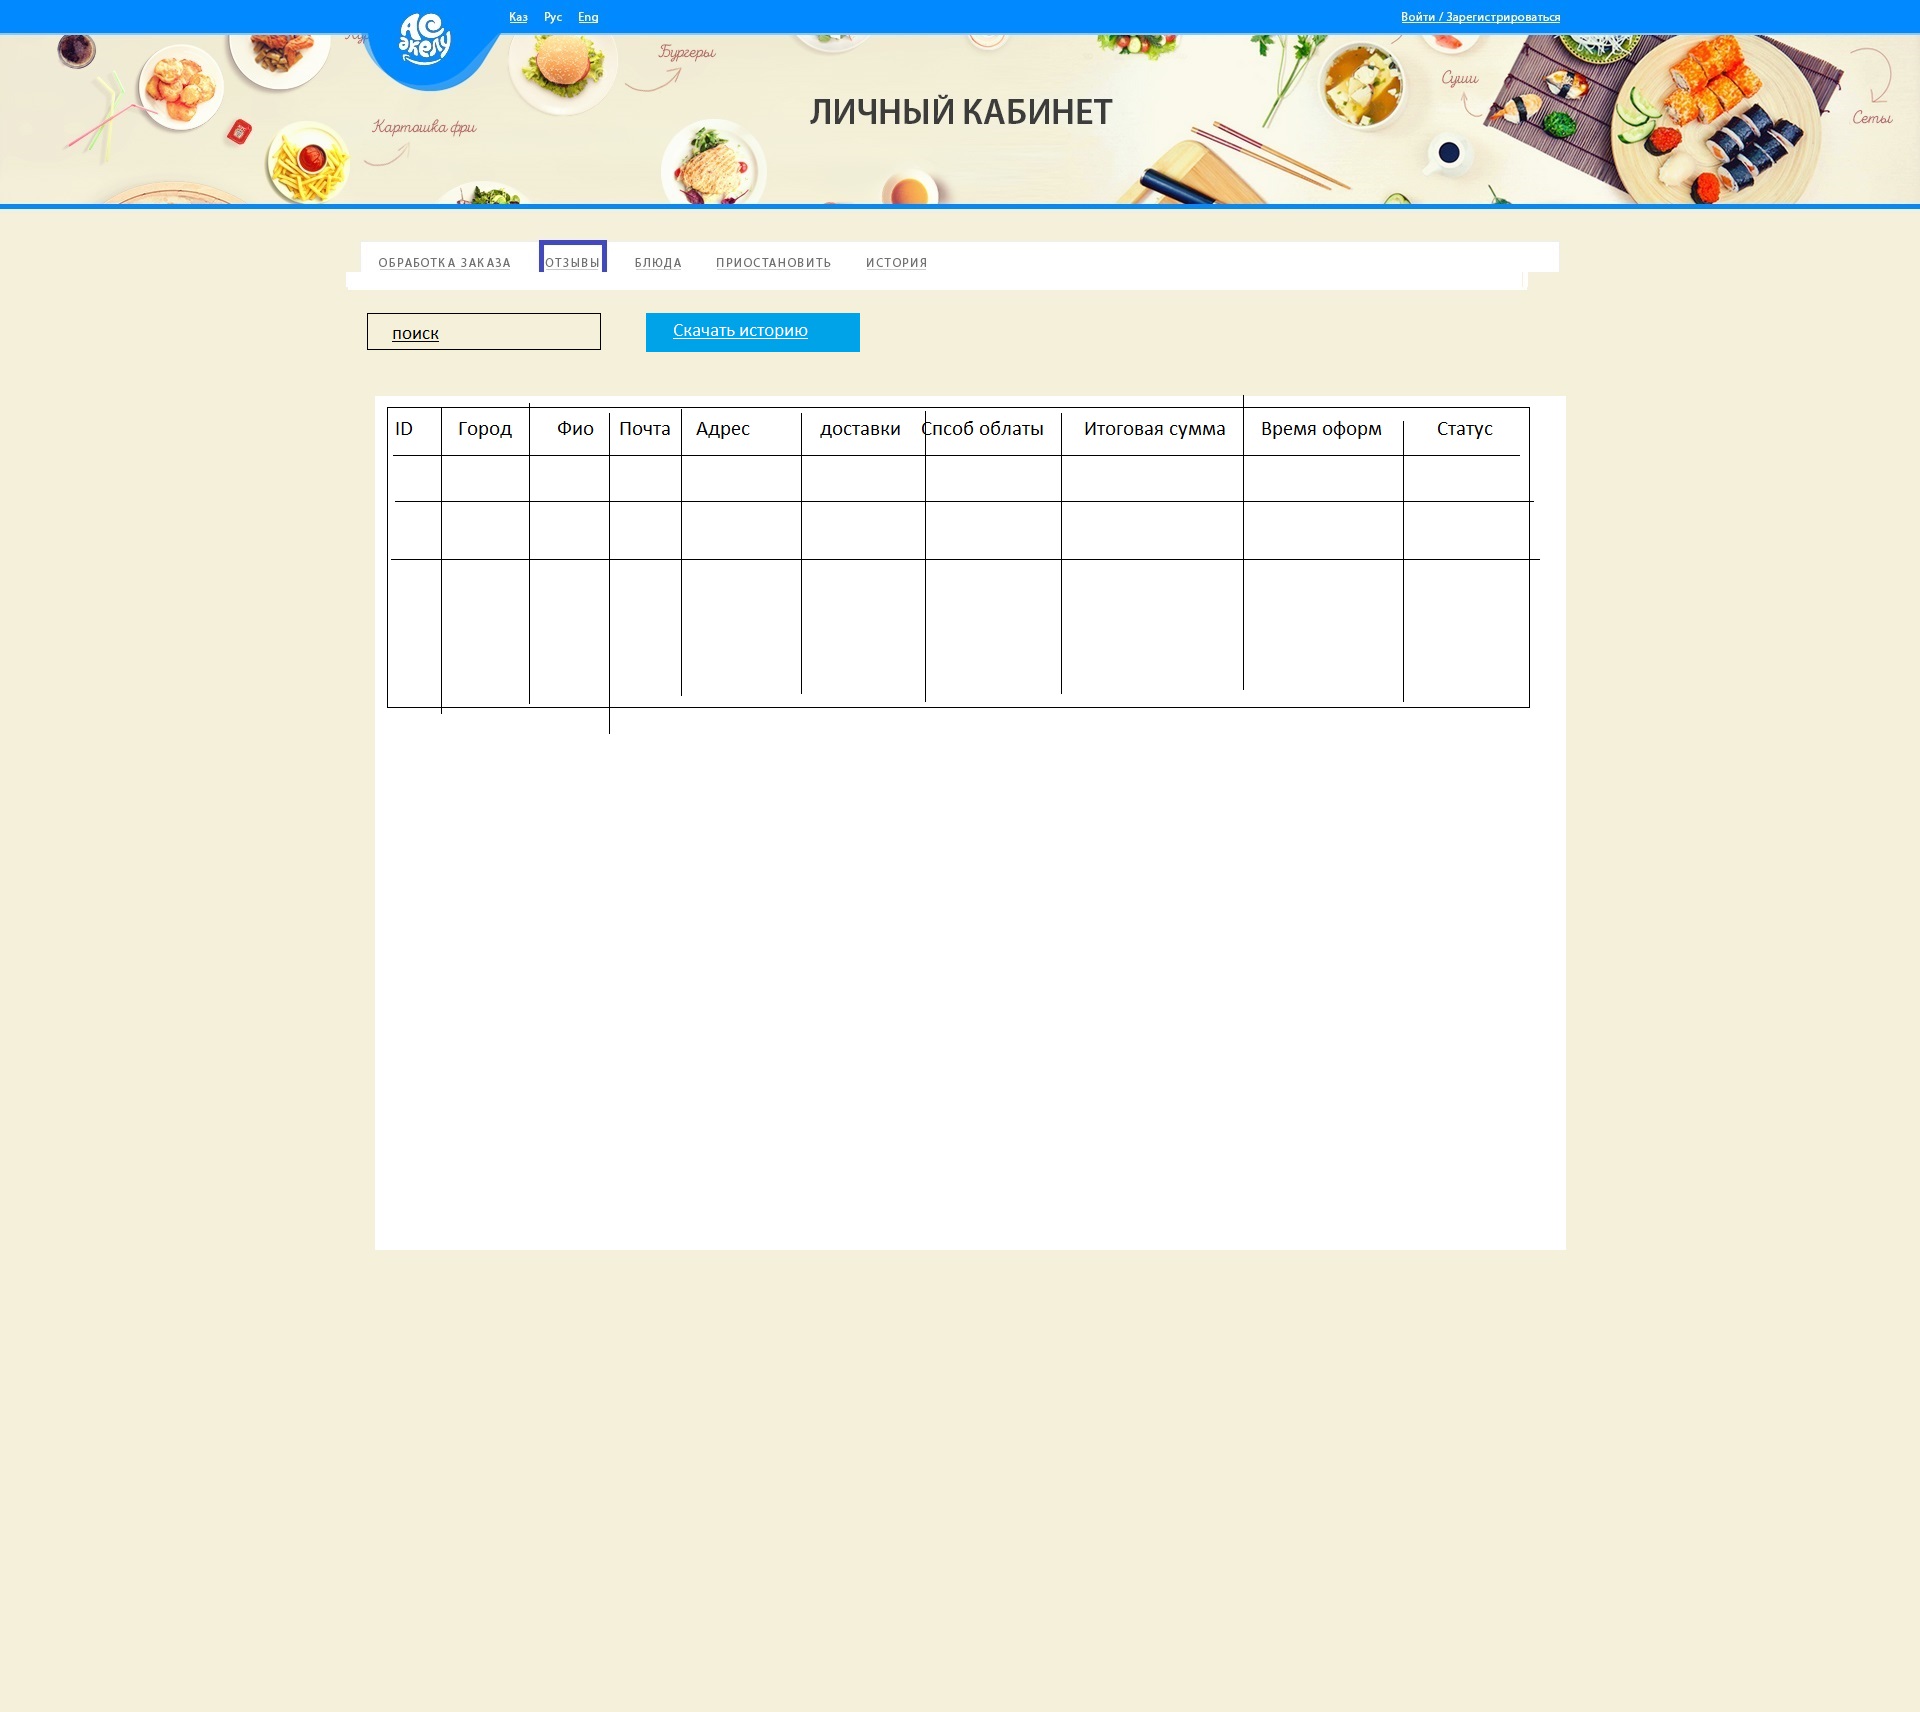 Каз Рус Eng Войти / Зарегистрироваться
Ас
әкелу
Бургеры
Суши
Картошка фри
Сеты
ЛИЧНЫЙ КАБИНЕТ
ОБРАБОТКА ЗАКАЗА ОТЗЫВЫ БЛЮДА ПРИОСТАНОВИТЬ ИСТОРИЯ
поиск Скачать историю
ID Город Фио Почта Адрес доставки Спсоб облаты Итоговая сумма Время оформ Статус